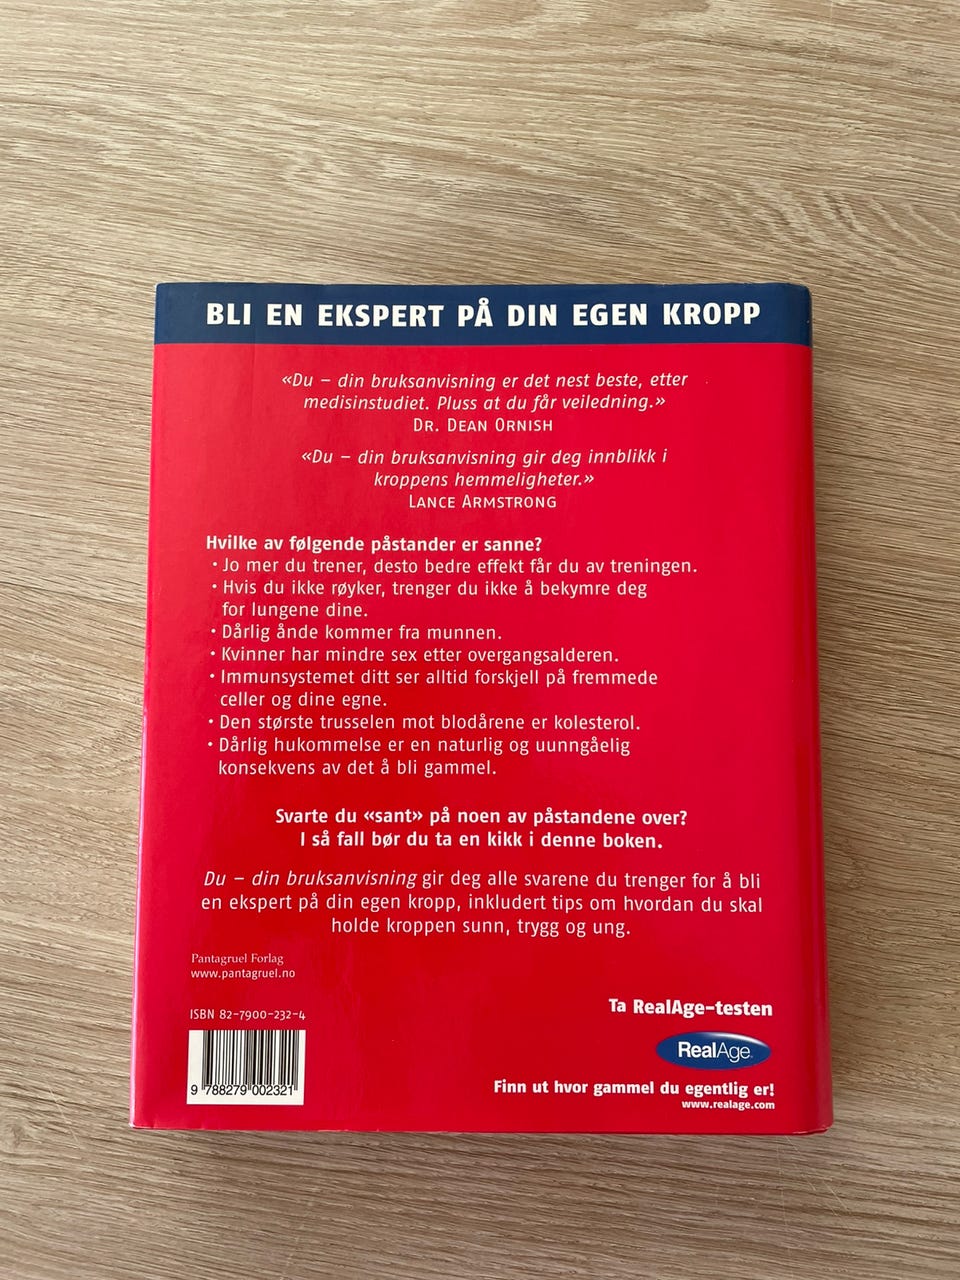 BLI EN EKSPERT PÅ DIN EGEN KROPP
«Du – din bruksanvisning er det nest beste, etter
medisinstudiet. Pluss at du får veiledning.»
DR. DEAN ORNISH
«Du – din bruksanvisning gir deg innblikk i
kroppens hemmeligheter.»
LANCE ARMSTRONG
Hvilke av følgende påstander er sanne?
• Jo mer du trener, desto bedre effekt får du av treningen.
• Hvis du ikke røyker, trenger du ikke å bekymre deg
for lungene dine.
• Dårlig ånde kommer fra munnen.
• Kvinner har mindre sex etter overgangsalderen.
• Immunsystemet ditt ser alltid forskjell på fremmede
celler og dine egne.
• Den største trusselen mot blodårene er kolesterol.
• Dårlig hukommelse er en naturlig og uunngåelig
konsekvens av det å bli gammel.
Svarte du «sant» på noen av påstandene over?
I så fall bør du ta en kikk i denne boken.
Du – din bruksanvisning gir deg alle svarene du trenger for å bli
en ekspert på din egen kropp, inkludert tips om hvordan du skal
holde kroppen sunn, trygg og ung.
Pantagruel Forlag
www.pantagruel.no
ISBN 82-7900-232-4
9 788279 002321
Ta RealAge-testen
RealAge
Finn ut hvor gammel du egentlig er!
www.realage.com